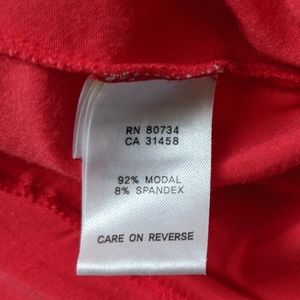 RN 80734
CA 31458
92% MODAL
8% SPANDEX
CARE ON REVERSE